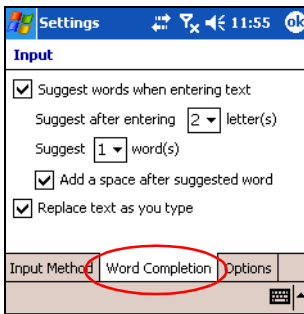 Settings 11:55 ok
Input
Suggest words when entering text
Suggest after entering 2 letter(s)
Suggest 1 word(s)
Add a space after suggested word
Replace text as you type
Input Method Word Completion Options